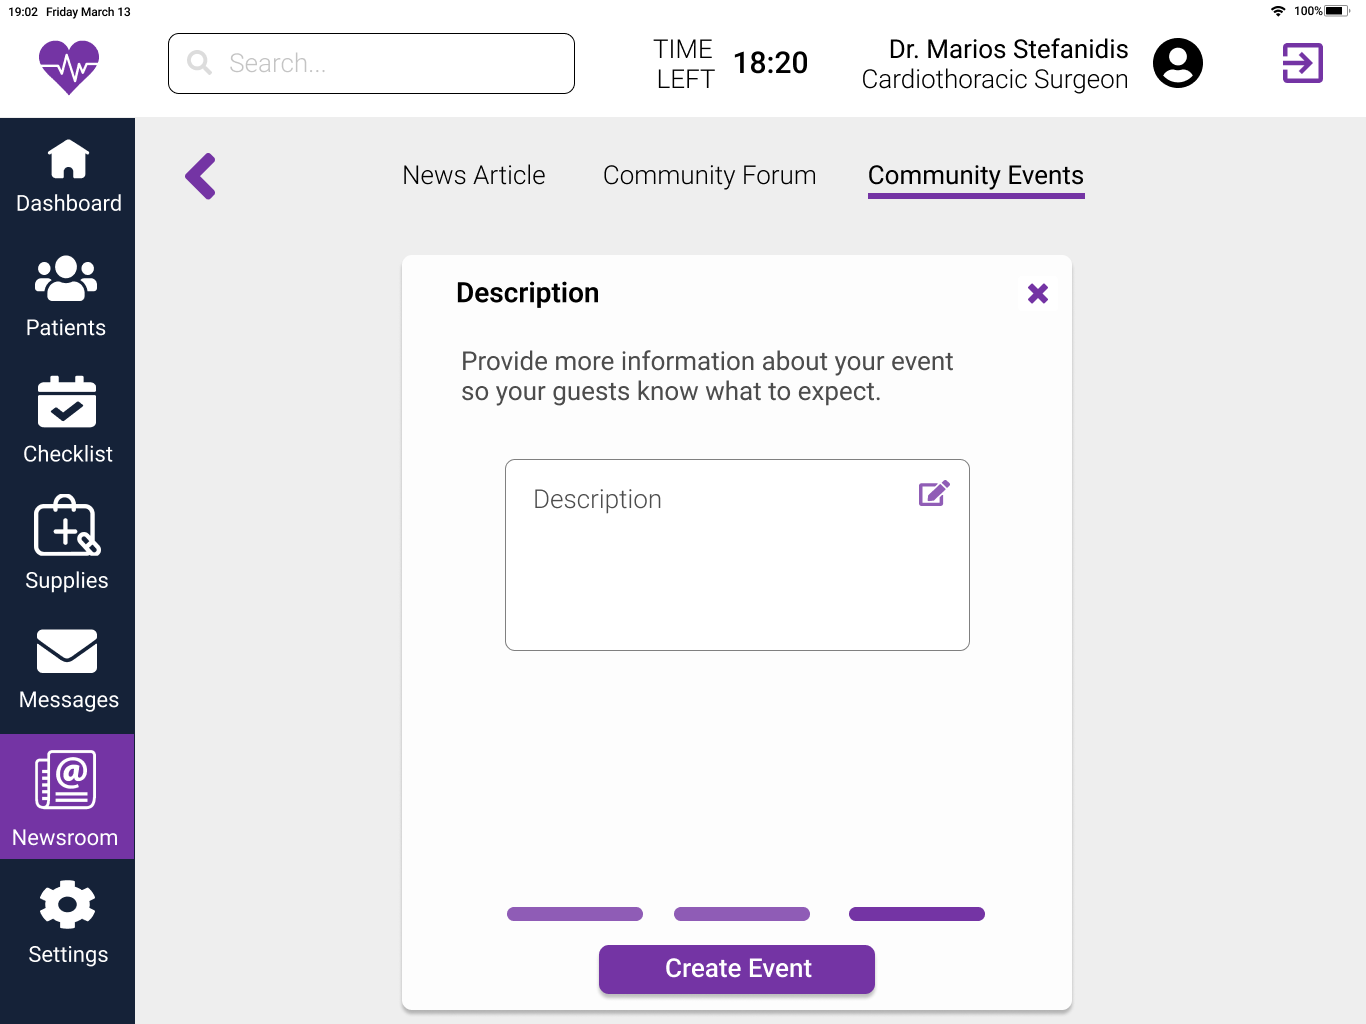 19:02 Friday March 13
100%
Search...
TIME
LEFT
18:20
Dr. Marios Stefanidis
Cardiothoracic Surgeon
Dashboard
Patients
Checklist
Supplies
Messages
@
Newsroom
Settings
News Article
Community Forum
Community Events
Description
Provide more information about your event
so your guests know what to expect.
Description
Create Event